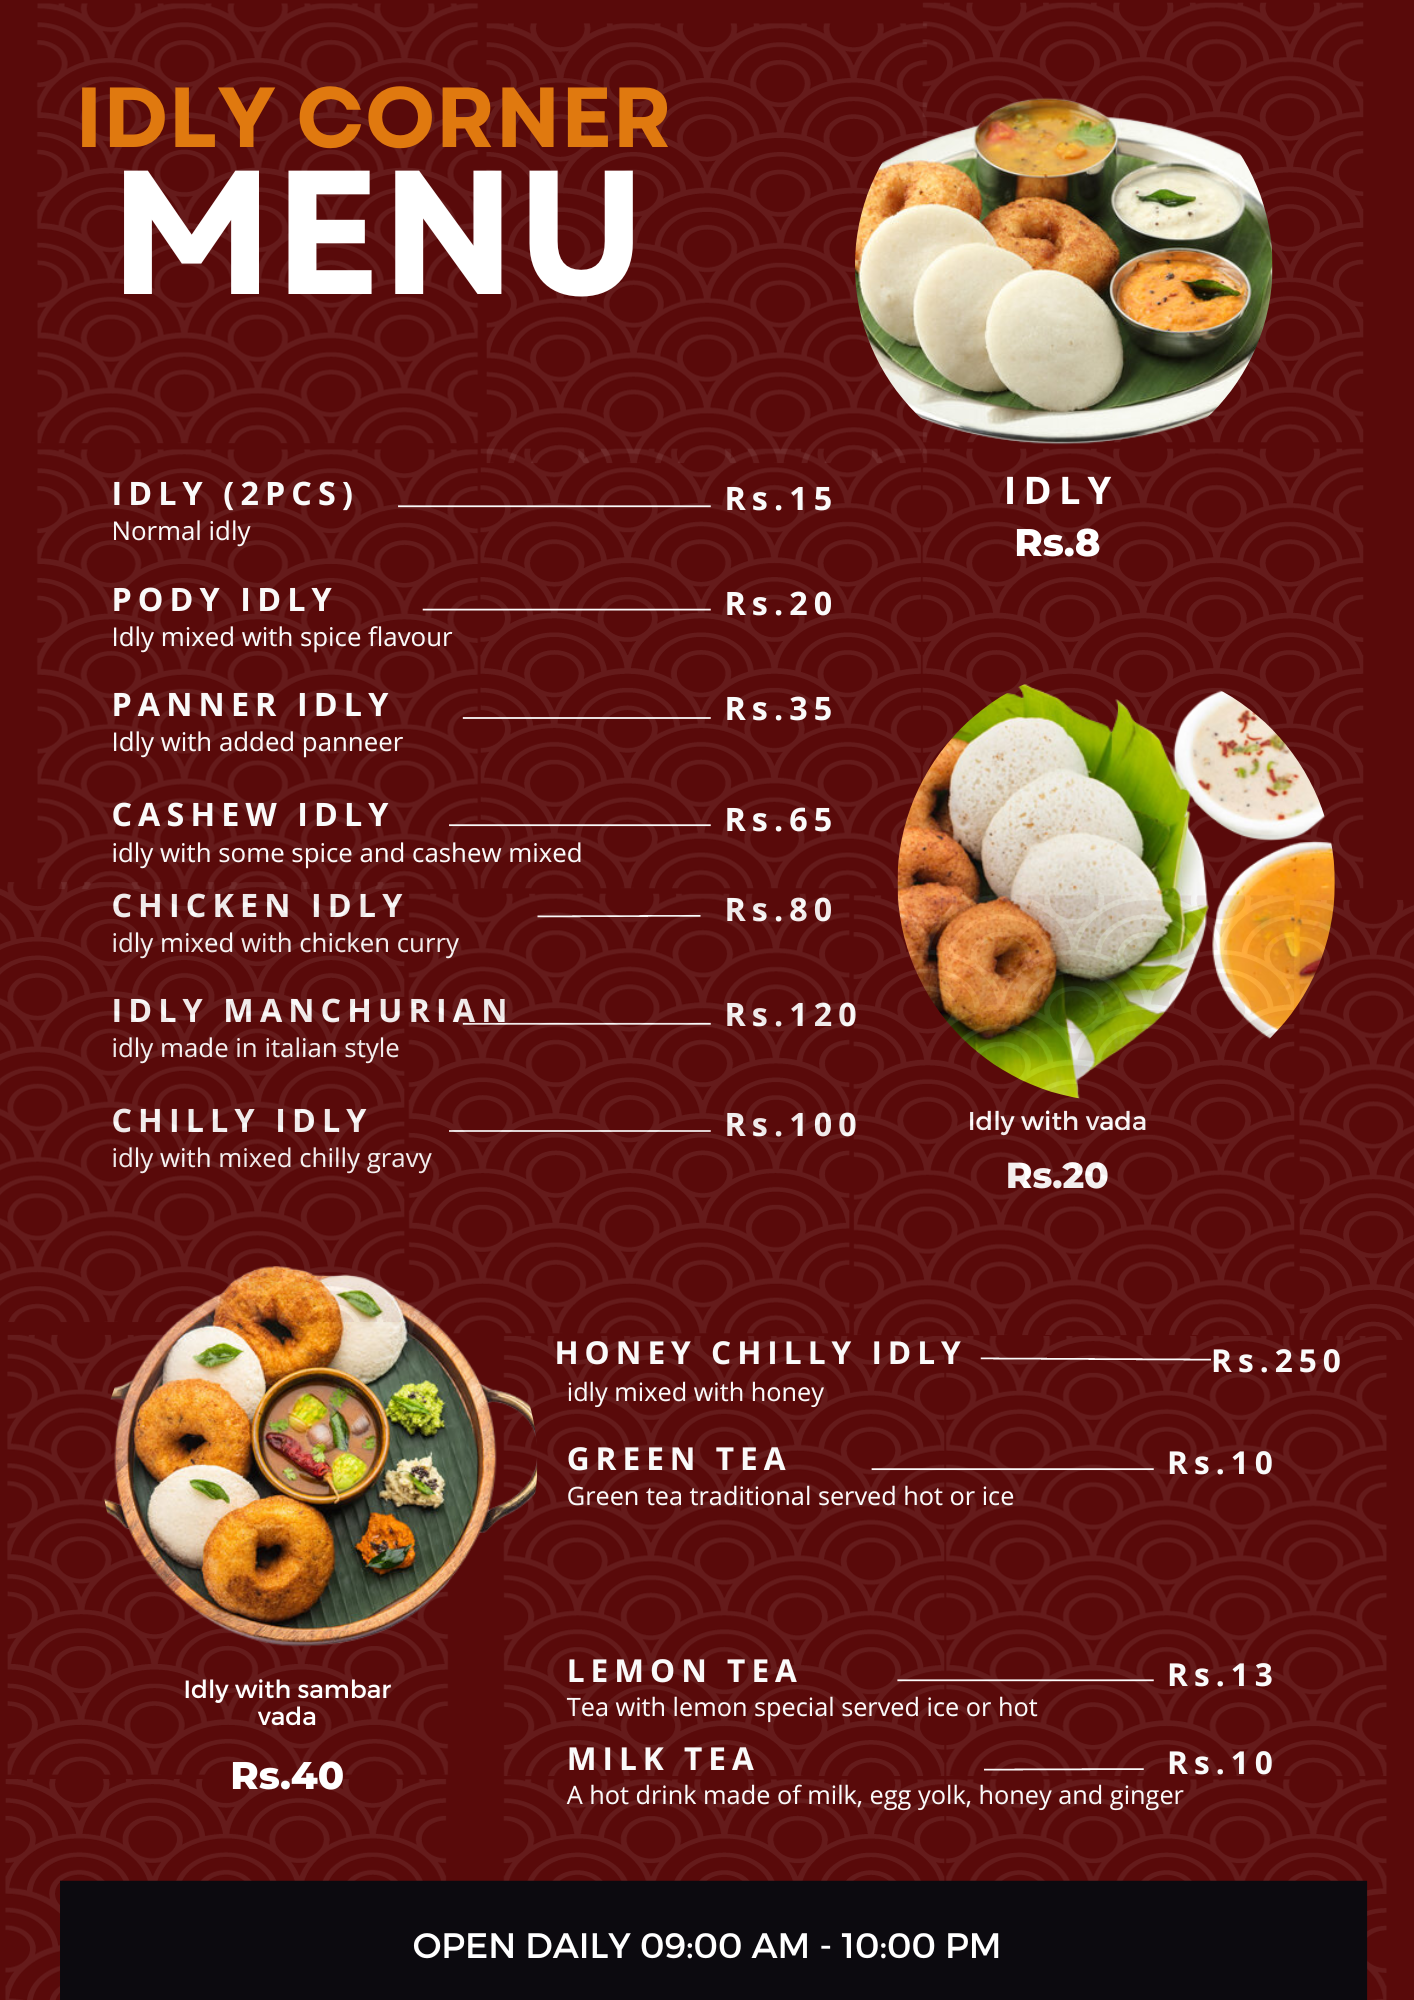 IDLY CORNER
MENU
IDLY (2PCS) Rs.15
Normal idly
PODY IDLY Rs.20
Idly mixed with spice flavour
PANNER IDLY Rs.35
Idly with added panneer
CASHEW IDLY Rs.65
idly with some spice and cashew mixed
CHICKEN IDLY Rs.80
idly mixed with chicken curry
IDLY MANCHURIAN Rs.120
idly made in italian style
CHILLY IDLY Rs.100
idly with mixed chilly gravy
IDLY
Rs.8
Idly with vada
Rs.20
Idly with sambar
vada
Rs.40
HONEY CHILLY IDLY Rs.250
idly mixed with honey
GREEN TEA Rs.10
Green tea traditional served hot or ice
LEMON TEA Rs.13
Tea with lemon special served ice or hot
MILK TEA Rs.10
A hot drink made of milk, egg yolk, honey and ginger
OPEN DAILY 09:00 AM - 10:00 PM